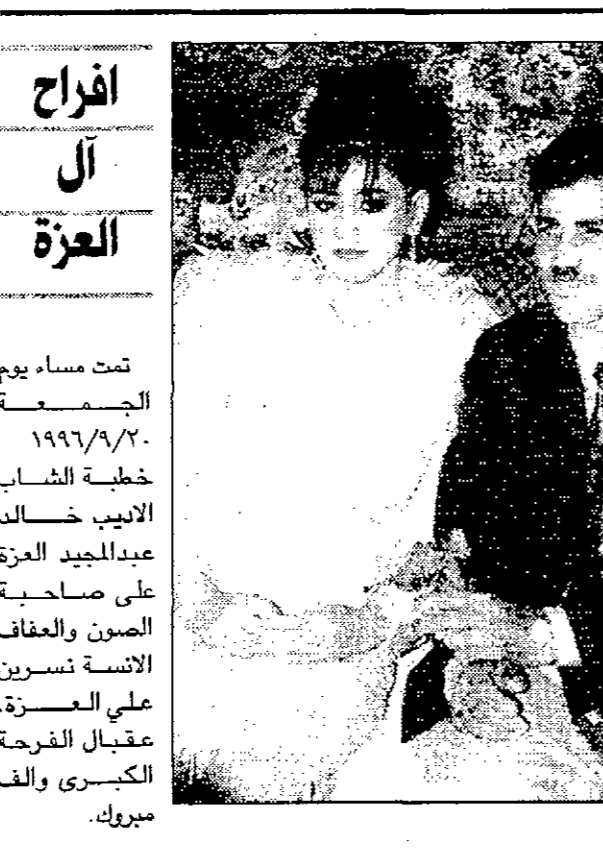 افراح
آل
العزة
تمت مساء يوم
الجمعة
١٩٩٦/٩/٢٠
خطبة الشاب
الاديب خالد
عبدالمجيد العزة
على صاحبة
الصون والعفاف
الانسة نسرين
علي العزة.
عقبال الفرحة
الكبرى والف
مبروك.